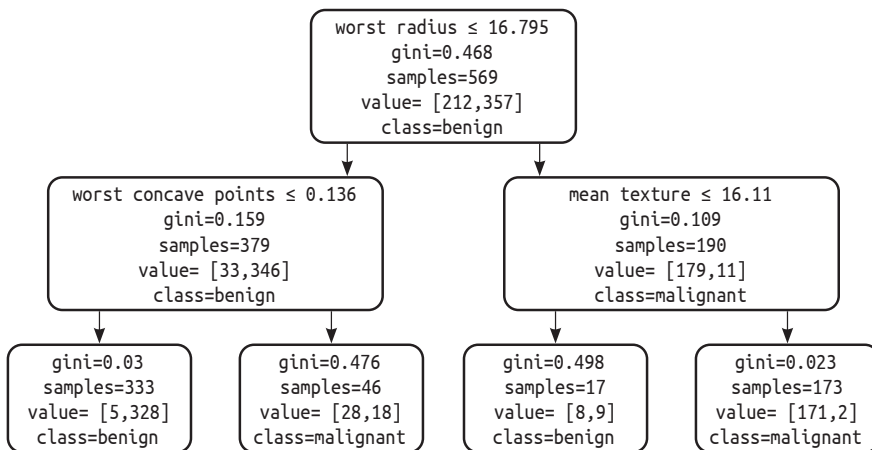 worst radius ≤ 16.795
gini=0.468
samples=569
value= [212,357]
class=benign
worst concave points ≤ 0.136
gini=0.159
samples=379
value= [33,346]
class=benign
mean texture ≤ 16.11
gini=0.109
samples=190
value= [179,11]
class=malignant
gini=0.03
samples=333
value= [5,328]
class=benign
gini=0.476
samples=46
value= [28,18]
class=malignant
gini=0.498
samples=17
value= [8,9]
class=benign
gini=0.023
samples=173
value= [171,2]
class=malignant